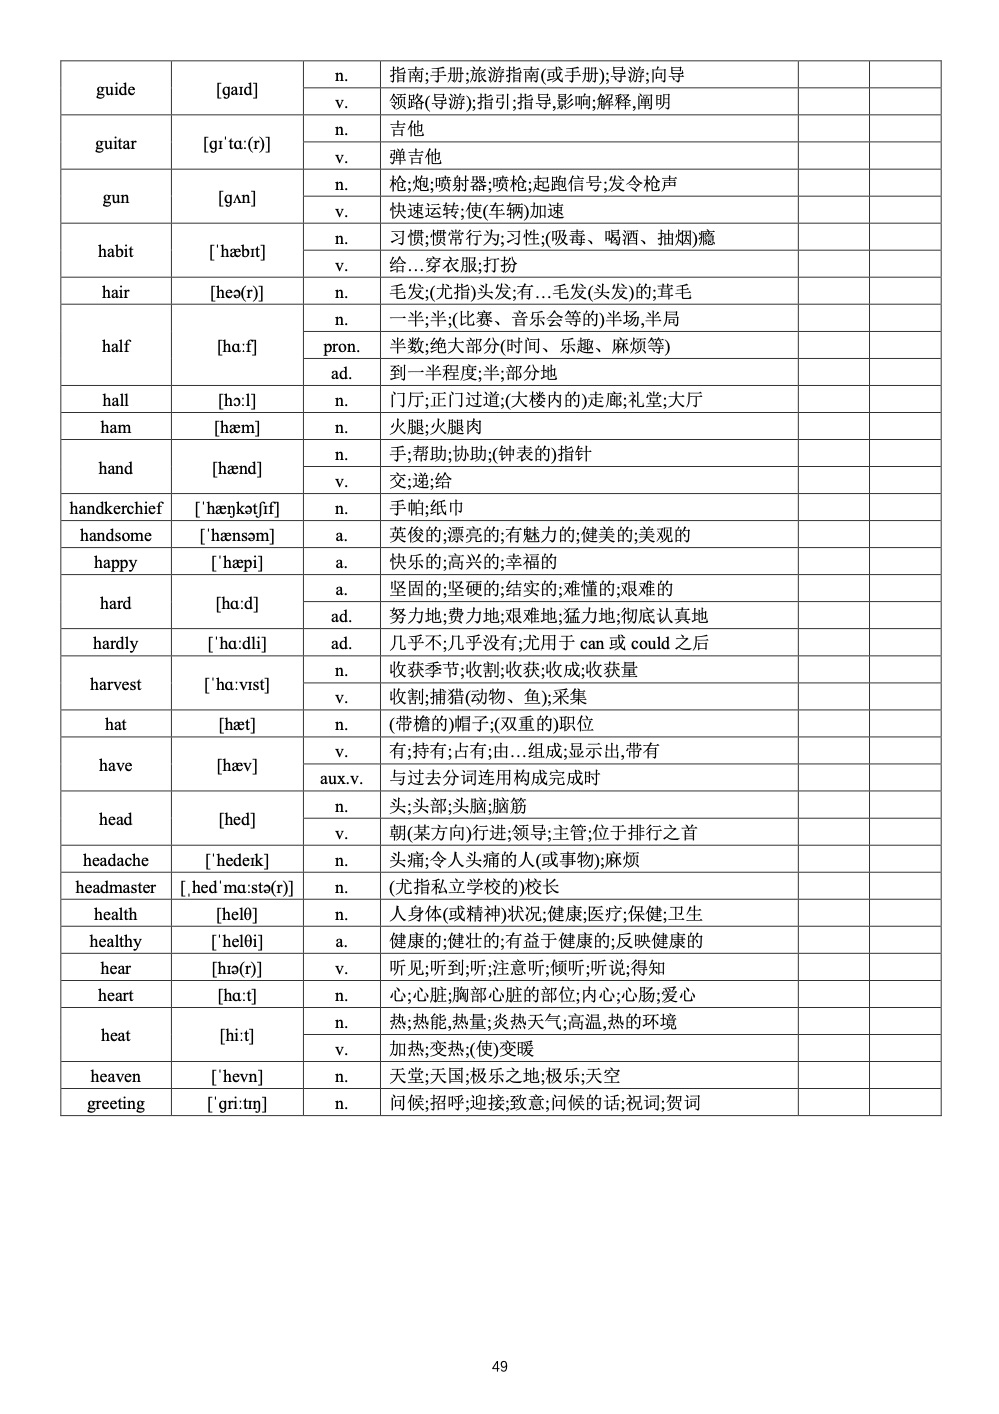 guide [ɡaɪd] n. 指南;手册;旅游指南(或手册);导游;向导
v. 领路(导游);指引;指导,影响;解释,阐明
guitar [ɡɪˈtɑː(r)] n. 吉他
v. 弹吉他
gun [ɡʌn] n. 枪;炮;喷射器;喷枪;起跑信号;发令枪声
v. 快速运转;使(车辆)加速
habit [ˈhæbɪt] n. 习惯;惯常行为;习性;(吸毒、喝酒、抽烟)瘾
v. 给…穿衣服;打扮
hair [heə(r)] n. 毛发;(尤指)头发;有…毛发(头发)的;茸毛
half [hɑːf] n. 一半;半;(比赛、音乐会等的)半场,半局
pron. 半数;绝大部分(时间、乐趣、麻烦等)
ad. 到一半程度;半;部分地
hall [hɔːl] n. 门厅;正门过道;(大楼内的)走廊;礼堂;大厅
ham [hæm] n. 火腿;火腿肉
hand [hænd] n. 手;帮助;协助;(钟表的)指针
v. 交;递;给
handkerchief [ˈhæŋkətʃɪf] n. 手帕;纸巾
handsome [ˈhænsəm] a. 英俊的;漂亮的;有魅力的;健美的;美观的
happy [ˈhæpi] a. 快乐的;高兴的;幸福的
hard [hɑːd] a. 坚固的;坚硬的;结实的;难懂的;艰难的
ad. 努力地;费力地;艰难地;猛力地;彻底认真地
hardly [ˈhɑːdli] ad. 几乎不;几乎没有;尤用于 can 或 could 之后
harvest [ˈhɑːvɪst] n. 收获季节;收割;收获;收成;收获量
v. 收割;捕猎(动物、鱼);采集
hat [hæt] n. (带檐的)帽子;(双重的)职位
have [hæv] v. 有;持有;占有;由…组成;显示出,带有
aux.v. 与过去分词连用构成完成时
head [hed] n. 头;头部;头脑;脑筋
v. 朝(某方向)行进;领导;主管;位于排行之首
headache [ˈhedeɪk] n. 头痛;令人头痛的人(或事物);麻烦
headmaster [ˌhedˈmɑːstə(r)] n. (尤指私立学校的)校长
health [helθ] n. 人身体(或精神)状况;健康;医疗;保健;卫生
healthy [ˈhelθi] a. 健康的;健壮的;有益于健康的;反映健康的
hear [hɪə(r)] v. 听见;听到;听;注意听;倾听;听说;得知
heart [hɑːt] n. 心;心脏;胸部心脏的部位;内心;心肠;爱心
heat [hiːt] n. 热;热能,热量;炎热天气;高温,热的环境
v. 加热;变热;(使)变暖
heaven [ˈhevn] n. 天堂;天国;极乐之地;极乐;天空
greeting [ˈɡriːtɪŋ] n. 问候;招呼;迎接;致意;问候的话;祝词;贺词
49